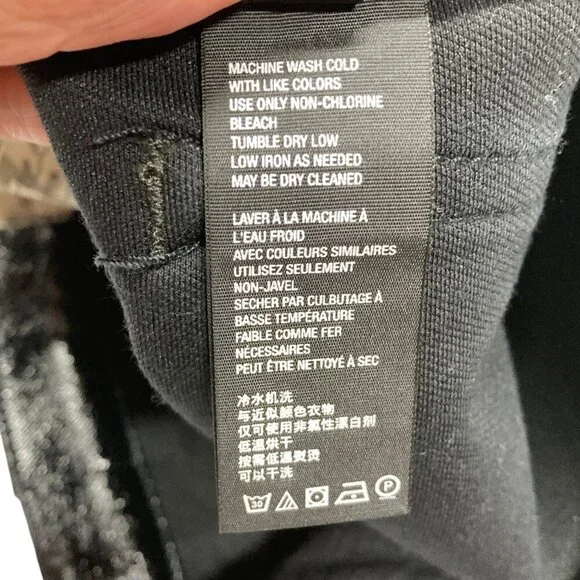 MACHINE WASH COLD
WITH LIKE COLORS
USE ONLY NON-CHLORINE
BLEACH
TUMBLE DRY LOW
LOW IRON AS NEEDED
MAY BE DRY CLEANED
LAVER À LA MACHINE À
L'EAU FROID
AVEC COULEURS SIMILAIRES
UTILISEZ SEULEMENT
NON-JAVEL
SECHER PAR CULBUTAGE À
BASSE TEMPÉRATURE
FAIBLE COMME FER
NÉCESSAIRES
PEUT ÊTRE NETTOYÉ À SEC
冷水机洗
与近似颜色衣物
仅可使用非氯性漂白剂
低温烘干
按需低温熨烫
可以干洗
30 P